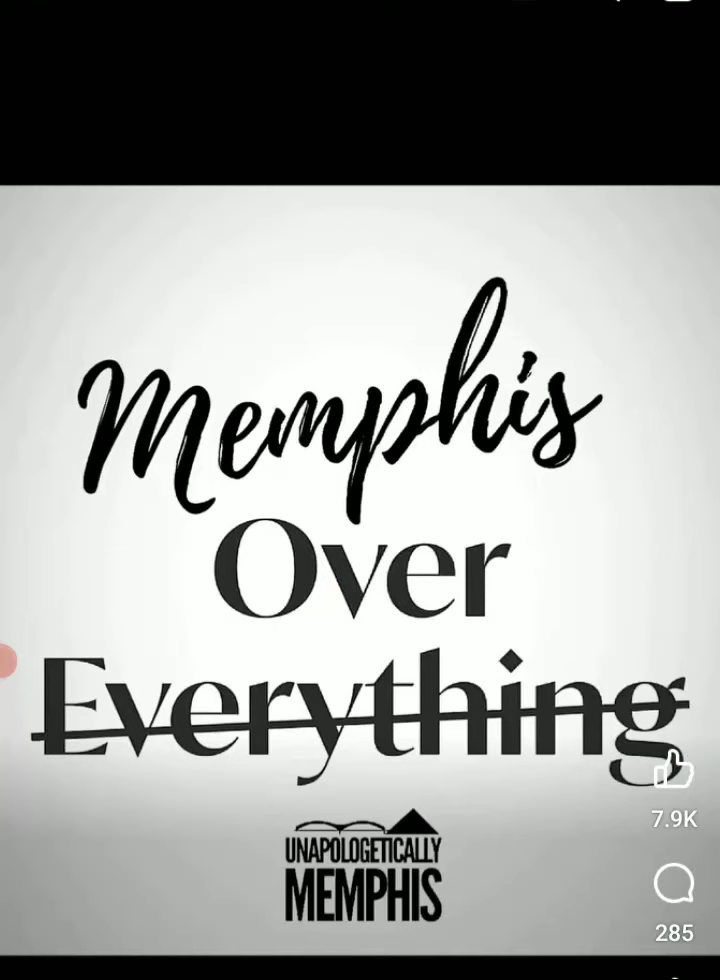 Memphis
Over
Everything
UNAPOLOGETICALLY
MEMPHIS
7.9K
285